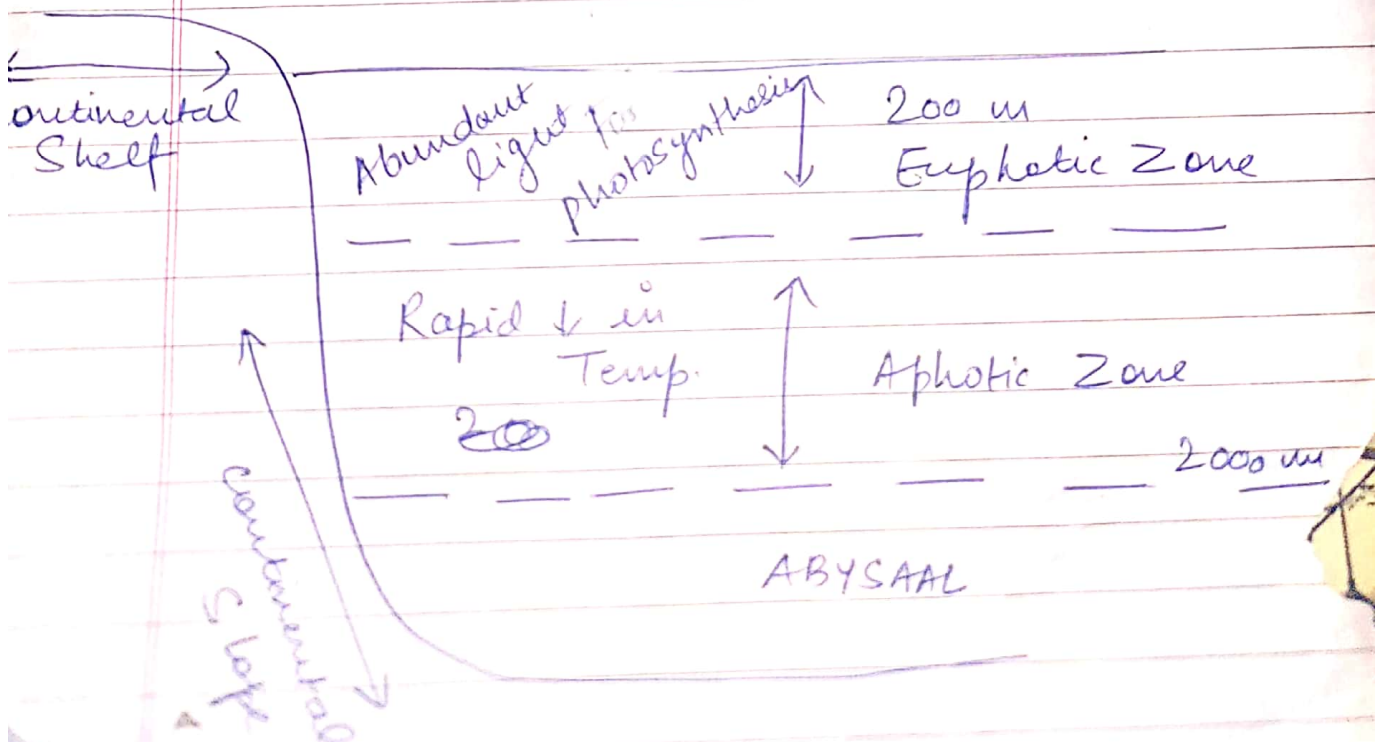 ontinental
Shelf
Abundant
light for
photosynthesis
200 m
Euphotic Zone
Rapid ↓ in
Temp.
Aphotic Zone
2000 m
ABYSAAL
Continental
Slope